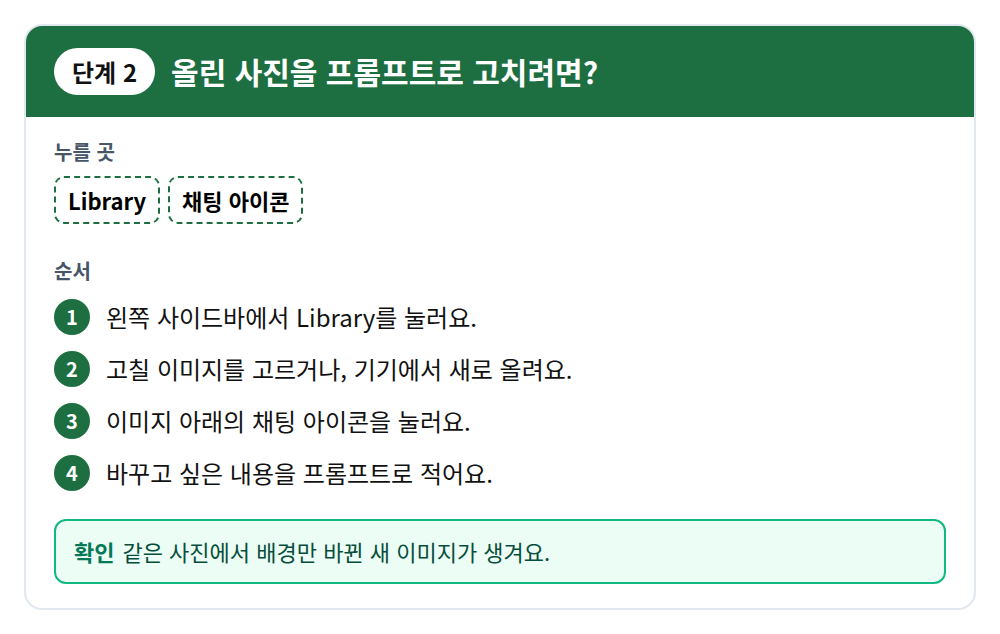 단계 2 올린 사진을 프롬프트로 고치려면?
누를 곳
Library 채팅 아이콘
순서
1 왼쪽 사이드바에서 Library를 눌러요.
2 고칠 이미지를 고르거나, 기기에서 새로 올려요.
3 이미지 아래의 채팅 아이콘을 눌러요.
4 바꾸고 싶은 내용을 프롬프트로 적어요.
확인 같은 사진에서 배경만 바뀐 새 이미지가 생겨요.